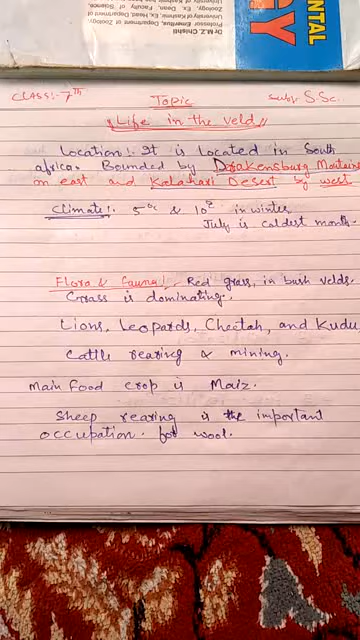 Dr. M.Z. Chishti
Professor Emeritus, Department of Zoology
University of Kashmir, Ex. Head, Department of
Zoology, Ex. Dean, Faculty of Science,
ENTAL
GY
CLASS:- 7th Topic Sub:- S.Sc.
"Life in the veld"
Location:- It is located in South
africa. Bounded by Drakensburg Mountains
on east and Kalahari Desert by west
Climate:- 5°c & 10°c in winter
July is coldest month.
Flora & fauna:- Red grass, in bush velds.
Grass is dominating.
Lions, Leopards, Cheetah, and Kudu
Cattle rearing & mining.
Main Food crop is Maiz.
Sheep rearing is the important
occupation. for wool.